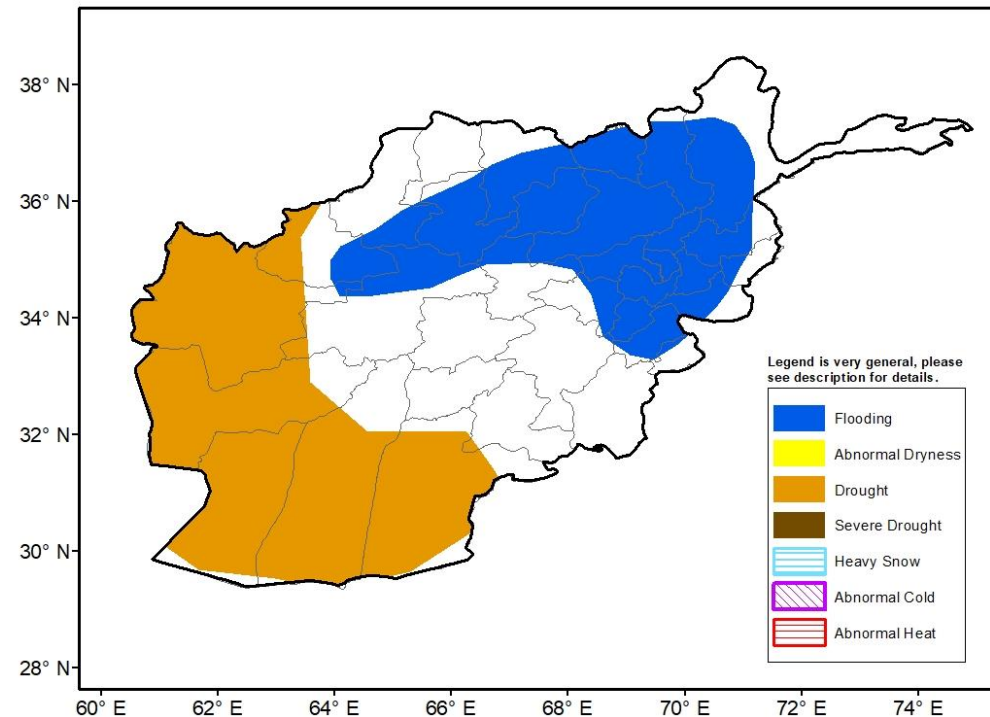 38° N
36° N
34° N
32° N
30° N
28° N
60° E
62° E
64° E
66° E
68° E
70° E
72° E
74° E
Legend is very general, please
see description for details.
Flooding
Abnormal Dryness
Drought
Severe Drought
Heavy Snow
Abnormal Cold
Abnormal Heat